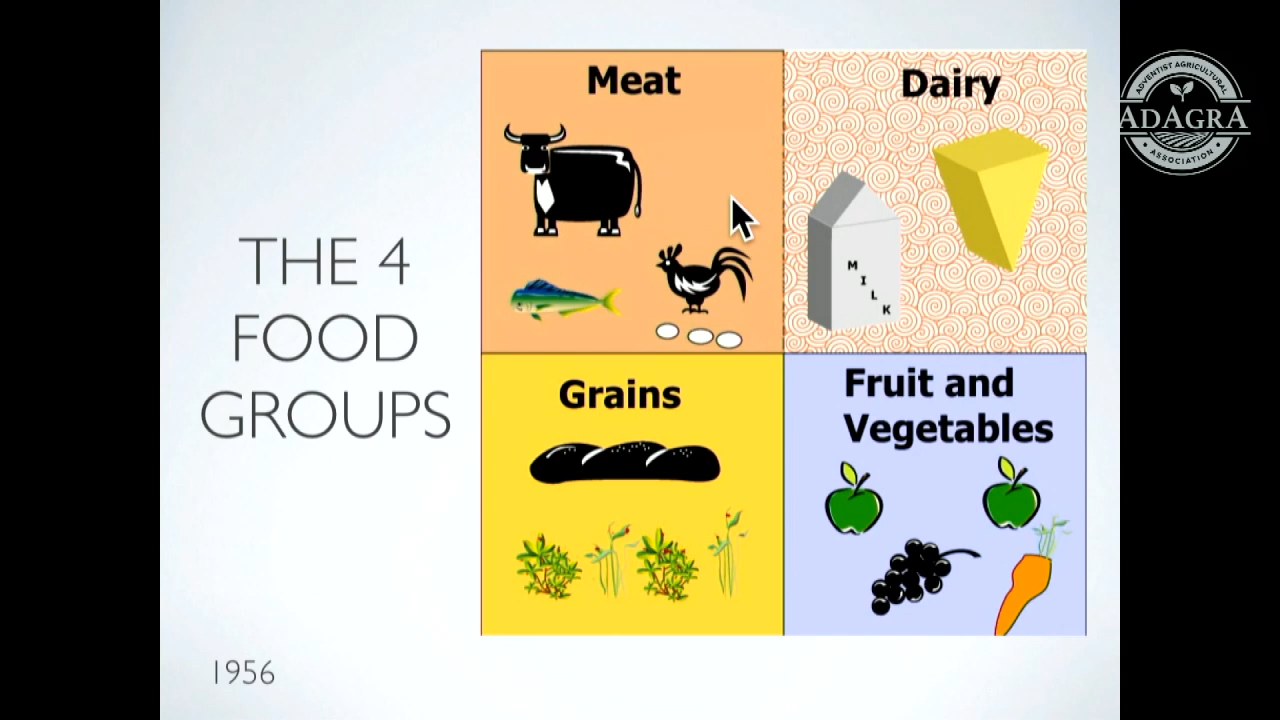 THE 4
FOOD
GROUPS
1956
Meat
Dairy
M
I
L
K
Grains
Fruit and
Vegetables
ADVENTIST AGRICULTURAL
ADAGRA
• ASSOCIATION •